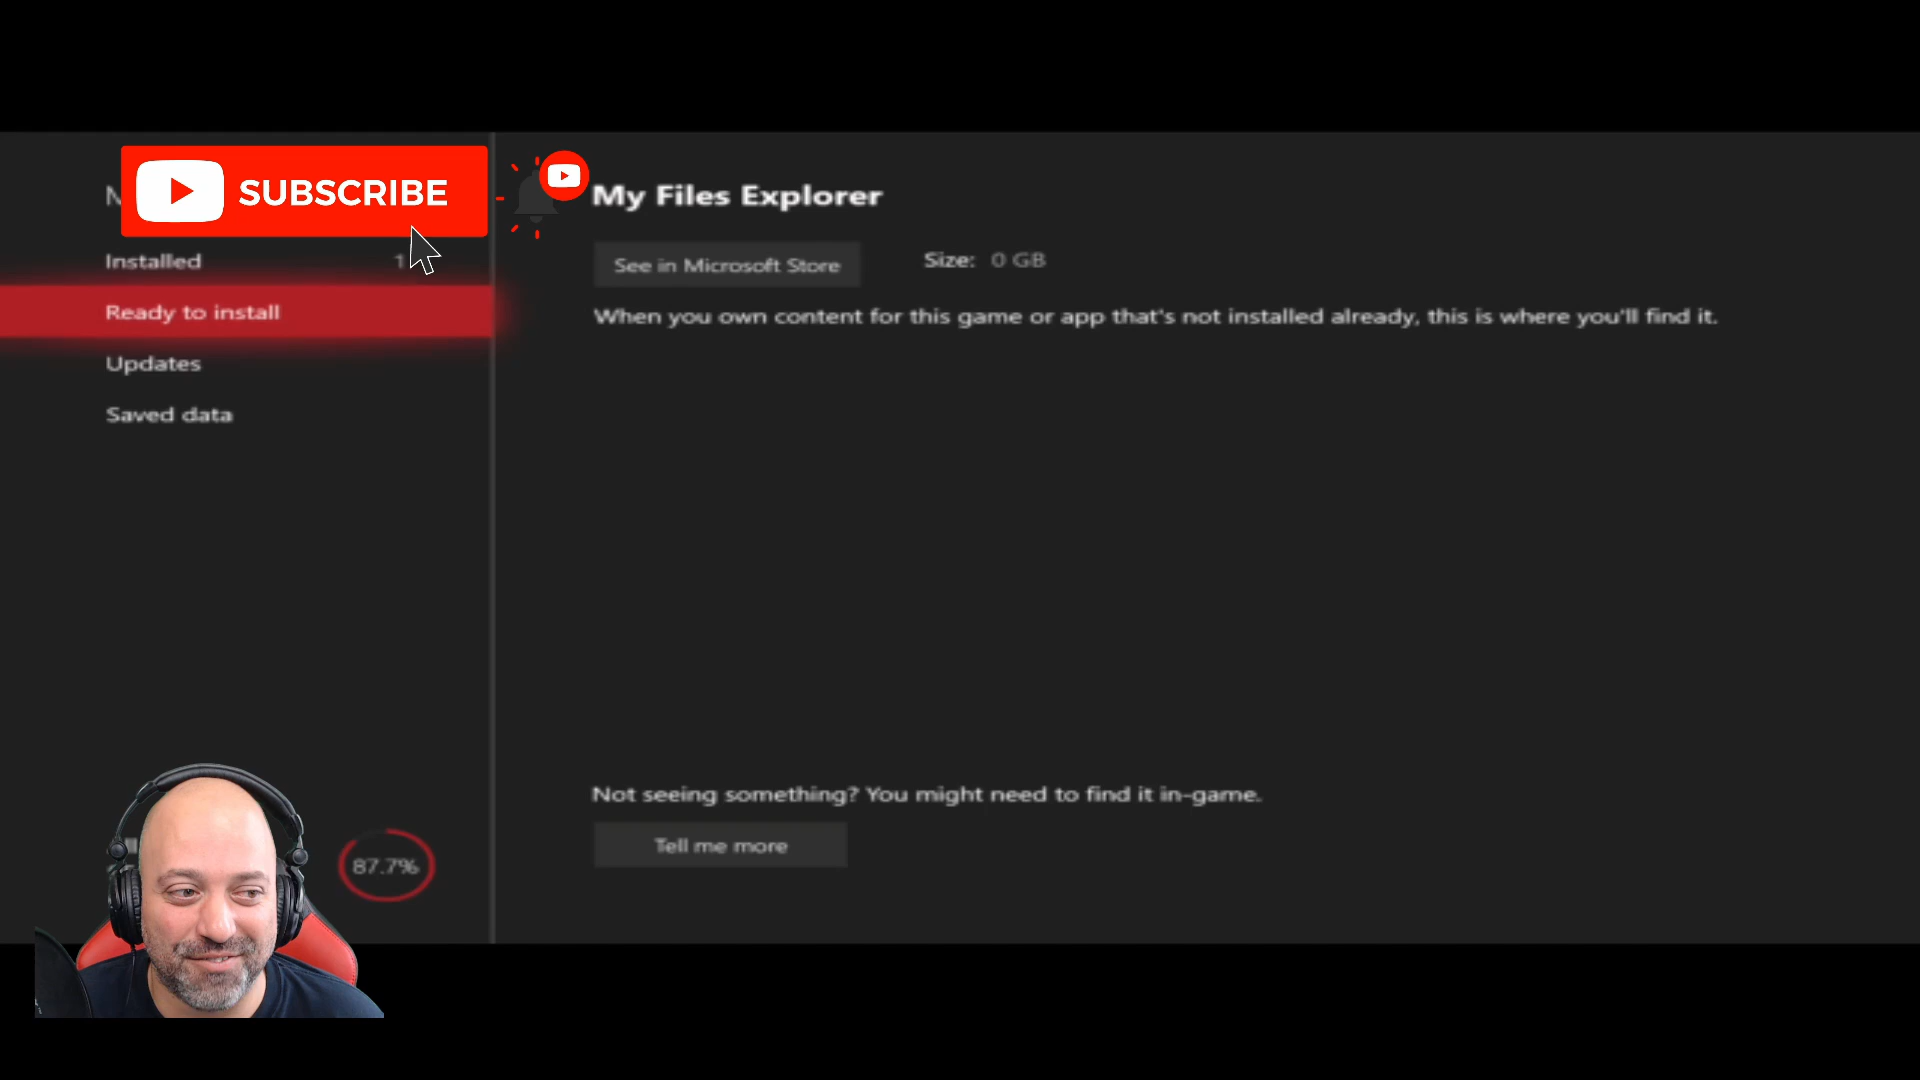 SUBSCRIBE
Installed 1
Ready to install
Updates
Saved data
87.7%
My Files Explorer
See in Microsoft Store
Size: 0 GB
When you own content for this game or app that's not installed already, this is where you'll find it.
Not seeing something? You might need to find it in-game.
Tell me more